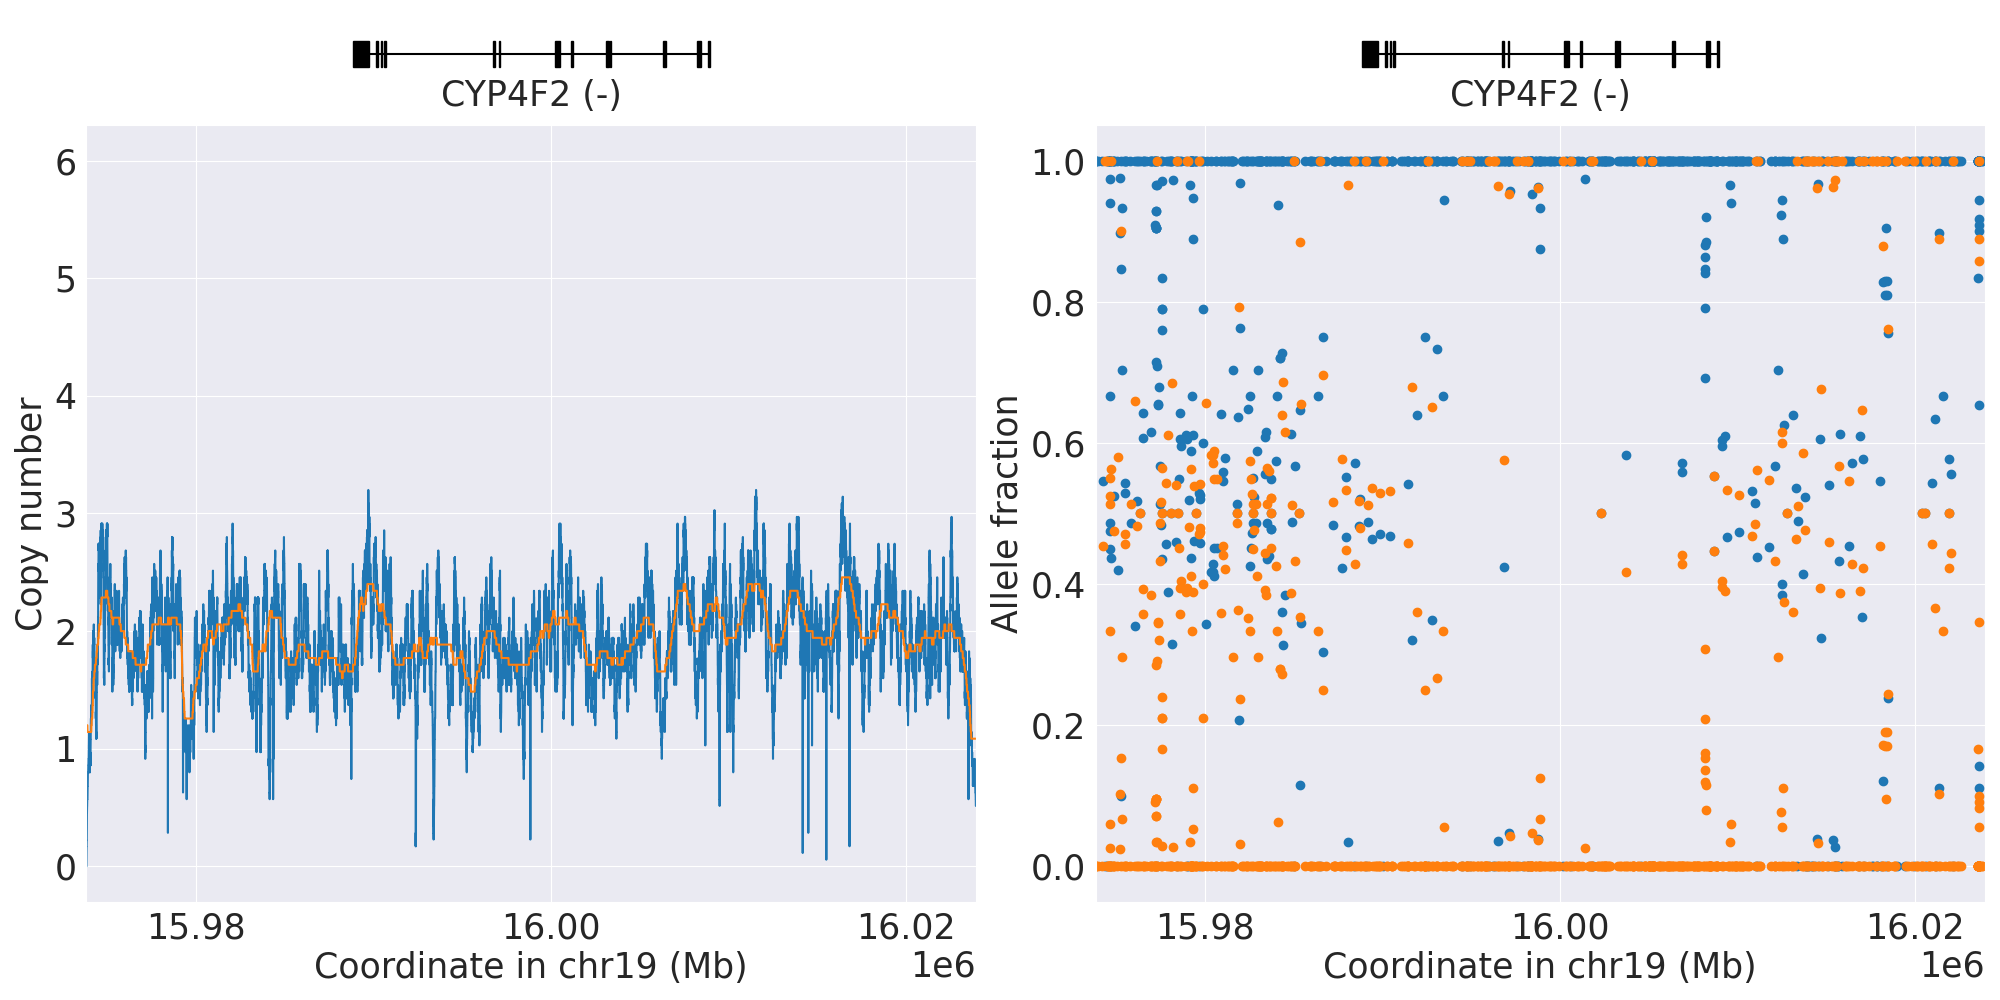 CYP4F2 (-)
6
5
4
3
2
1
0
Copy number
15.98
16.00
16.02
Coordinate in chr19 (Mb)
1e6
CYP4F2 (-)
1.0
0.8
0.6
0.4
0.2
0.0
Allele fraction
15.98
16.00
16.02
Coordinate in chr19 (Mb)
1e6